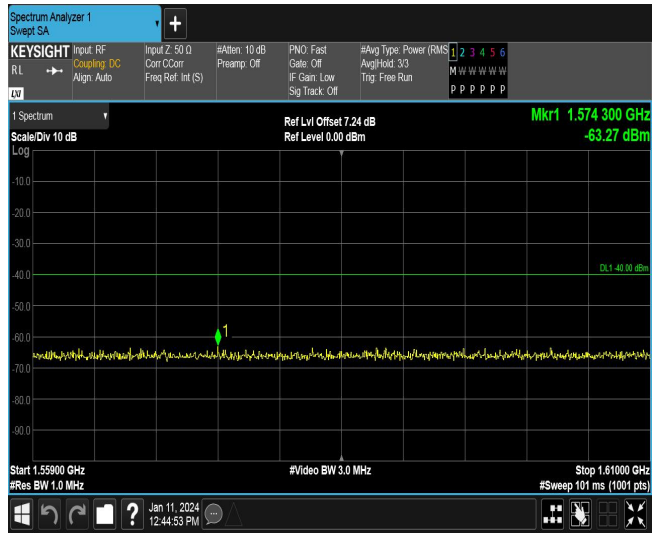 Spectrum Analyzer 1
Swept SA
+
KEYSIGHT
RL
LXI
Input: RF
Coupling: DC
Align: Auto
Input Z: 50 Ω
Corr CCorr
Freq Ref: Int (S)
#Atten: 10 dB
Preamp: Off
PNO: Fast
Gate: Off
IF Gain: Low
Sig Track: Off
#Avg Type: Power (RMS
Avg|Hold: 3/3
Trig: Free Run
1 2 3 4 5 6
M W W W W W
P P P P P P
1 Spectrum
Scale/Div 10 dB
Log
Ref Lvl Offset 7.24 dB
Ref Level 0.00 dBm
Mkr1 1.574 300 GHz
-63.27 dBm
-10.0
-20.0
-30.0
-40.0
DL1 -40.00 dBm
-50.0
1
-60.0
-70.0
-80.0
-90.0
Start 1.55900 GHz
#Video BW 3.0 MHz
Stop 1.61000 GHz
#Res BW 1.0 MHz
#Sweep 101 ms (1001 pts)
?
Jan 11, 2024
12:44:53 PM